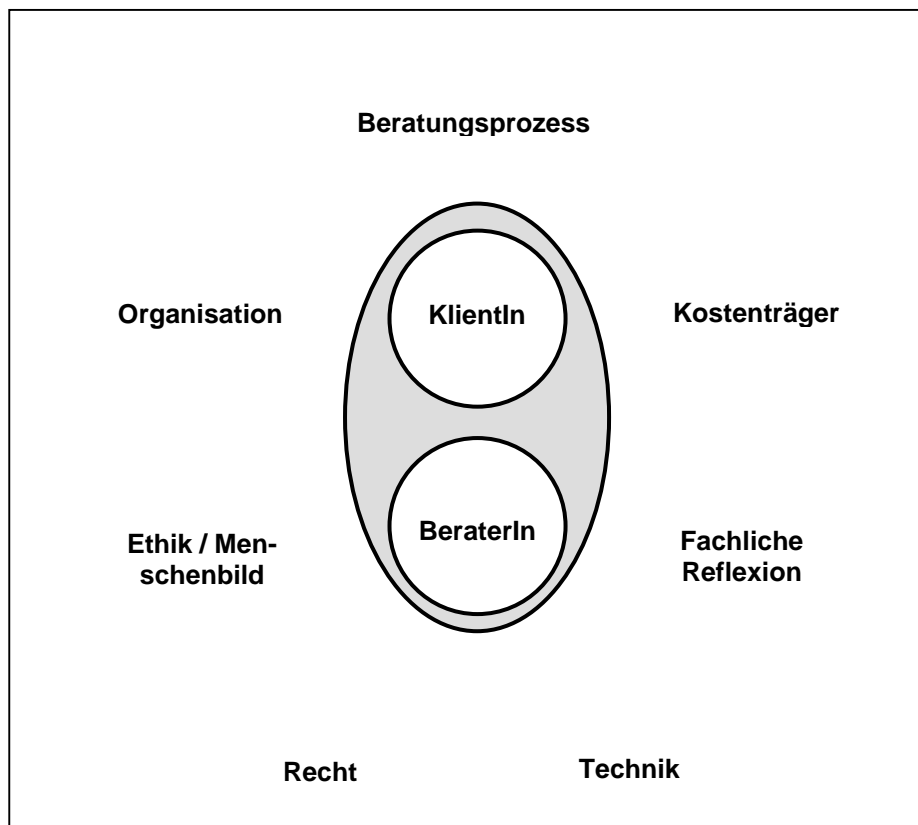 Beratungsprozess
Organisation
KlientIn
Kostenträger
Ethik / Men-
schenbild
BeraterIn
Fachliche
Reflexion
Recht
Technik